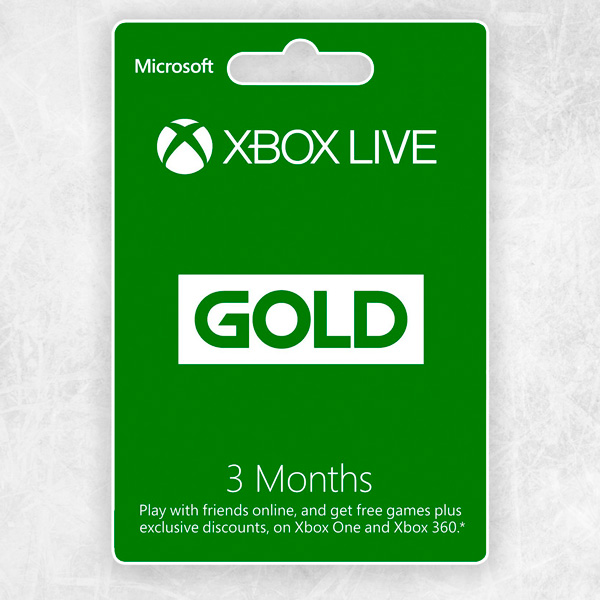 Microsoft
XBOX LIVE
GOLD
3 Months
Play with friends online, and get free games plus
exclusive discounts, on Xbox One and Xbox 360.*